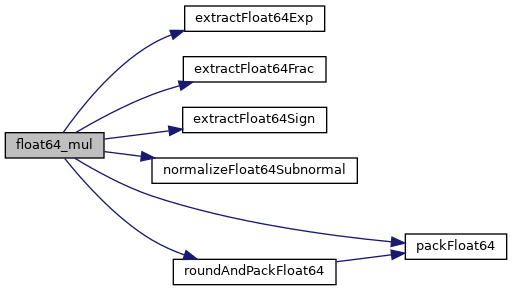 extractFloat64Exp
extractFloat64Frac
extractFloat64Sign
float64_mul
normalizeFloat64Subnormal
packFloat64
roundAndPackFloat64